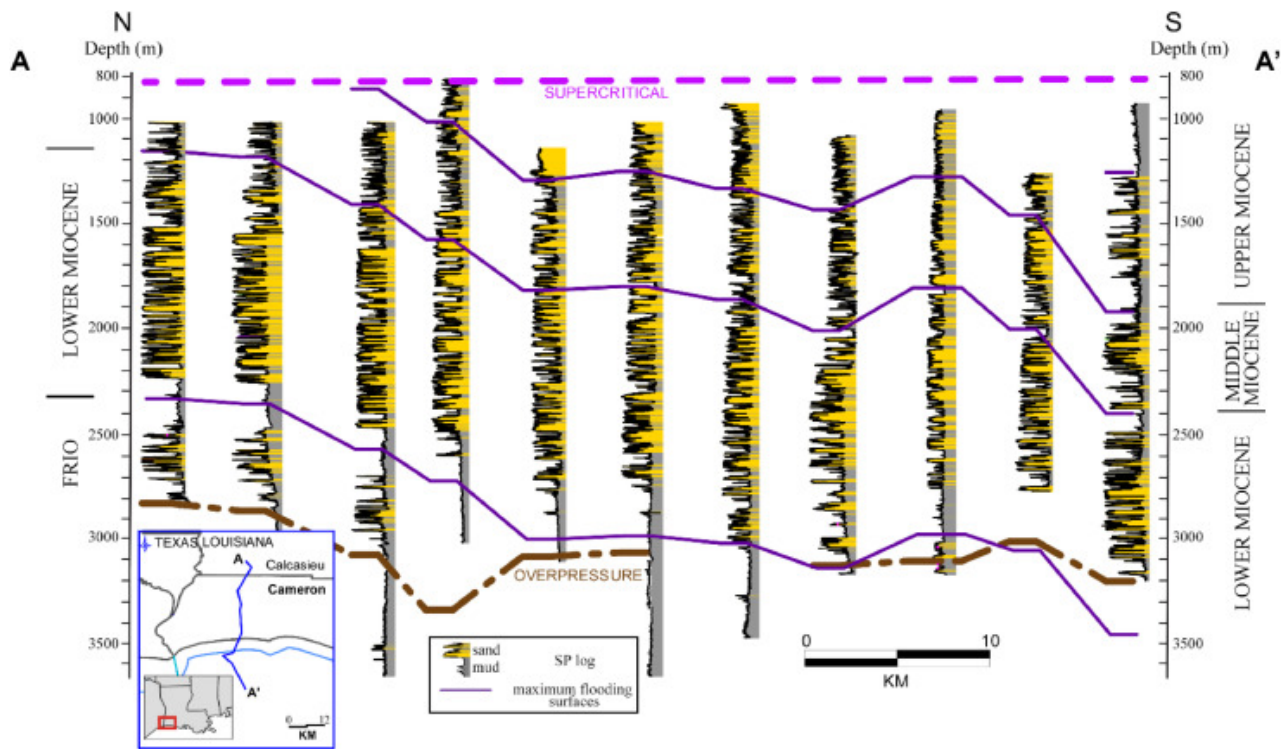 N
S
Depth (m)
Depth (m)
A
A'
800
SUPERCRITICAL
800
1000
1000
1500
1500
2000
2000
2500
2500
3000
3000
3500
3500
LOWER MIOCENE
FRIO
UPPER MIOCENE
MIDDLE
MIOCENE
LOWER MIOCENE
OVERPRESSURE
TEXAS LOUISIANA
A
Calcasieu
Cameron
A'
0 12
KM
sand
mud
SP log
maximum flooding
surfaces
0 10
KM